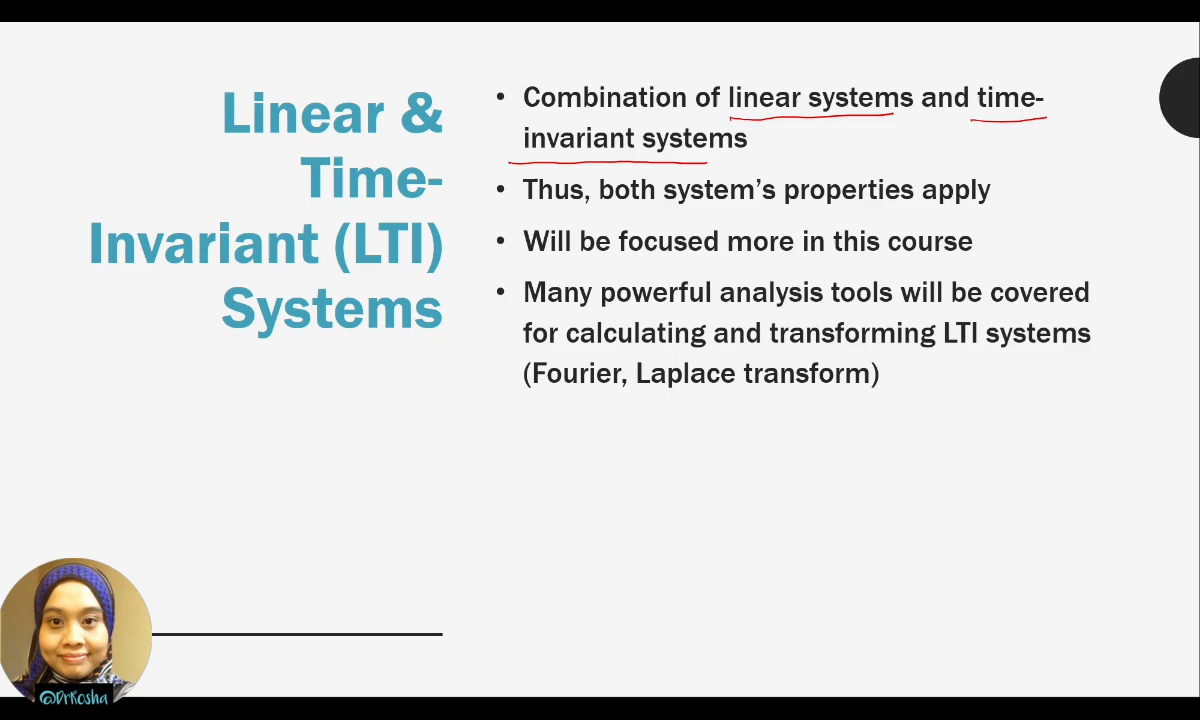 Linear &
Time-
Invariant (LTI)
Systems
• Combination of linear systems and time-
invariant systems
• Thus, both system’s properties apply
• Will be focused more in this course
• Many powerful analysis tools will be covered
for calculating and transforming LTI systems
(Fourier, Laplace transform)
@DrRosha